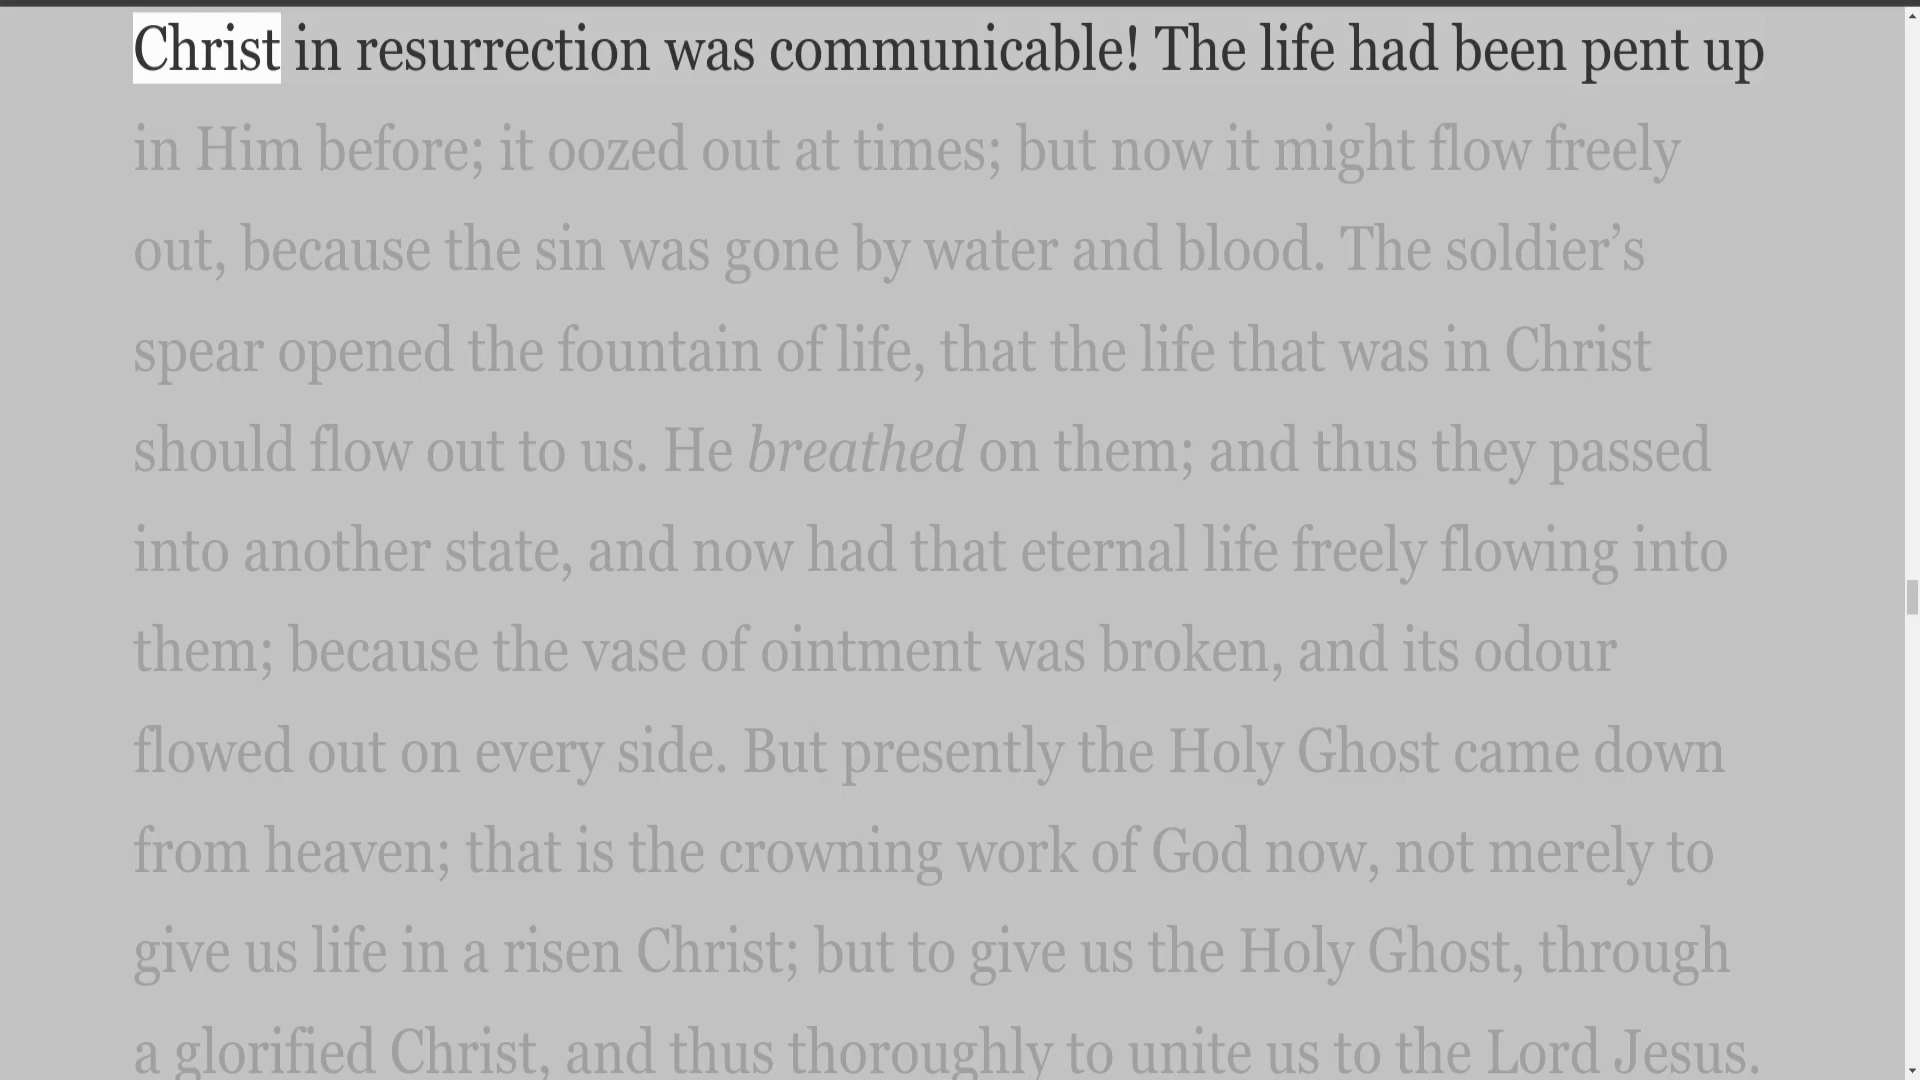 Christ in resurrection was communicable! The life had been pent up
in Him before; it oozed out at times; but now it might flow freely
out, because the sin was gone by water and blood. The soldier’s
spear opened the fountain of life, that the life that was in Christ
should flow out to us. He breathed on them; and thus they passed
into another state, and now had that eternal life freely flowing into
them; because the vase of ointment was broken, and its odour
flowed out on every side. But presently the Holy Ghost came down
from heaven; that is the crowning work of God now, not merely to
give us life in a risen Christ; but to give us the Holy Ghost, through
a glorified Christ, and thus thoroughly to unite us to the Lord Jesus.